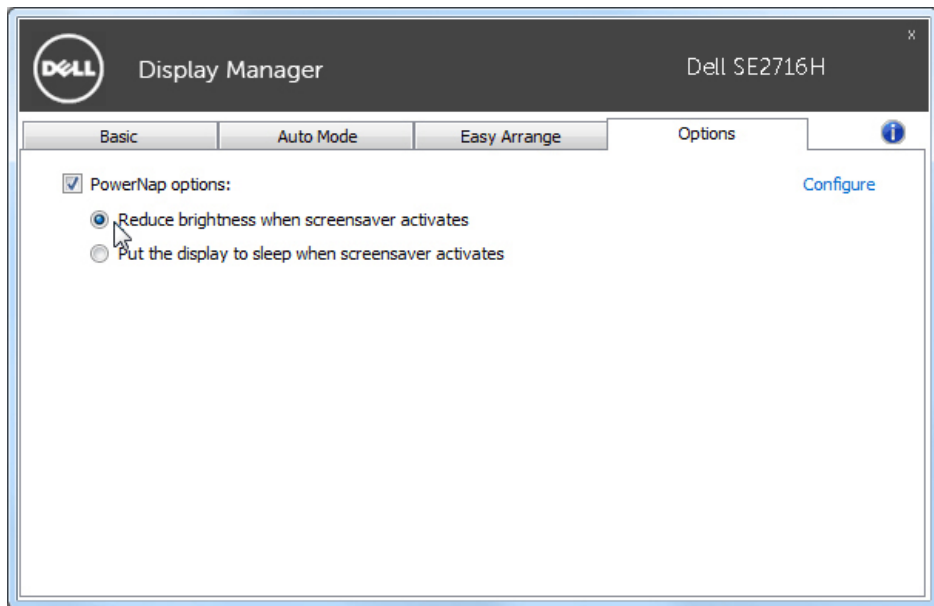 DELL
Display Manager
Dell SE2716H
x
Basic
Auto Mode
Easy Arrange
Options
i
PowerNap options:
Configure
Reduce brightness when screensaver activates
Put the display to sleep when screensaver activates